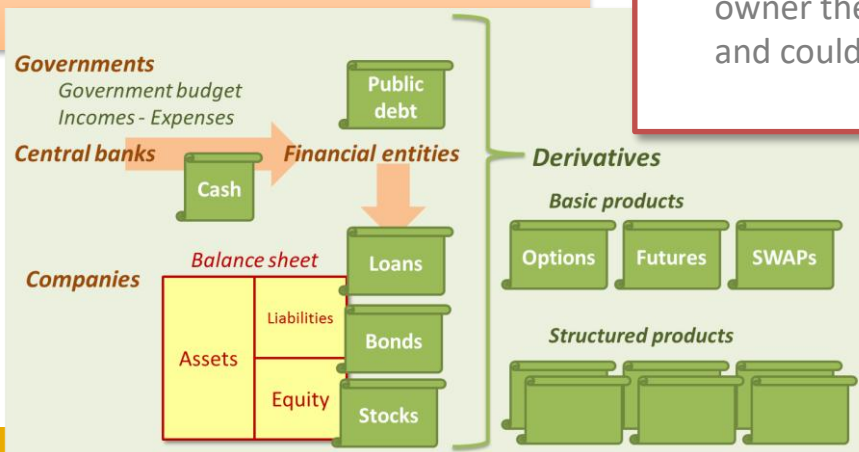 owner the
and could
Governments
Government budget
Incomes - Expenses
Public
debt
Central banks
Financial entities
Cash
Derivatives
Basic products
Options
Futures
SWAPs
Companies
Balance sheet
Assets
Liabilities
Equity
Loans
Bonds
Stocks
Structured products